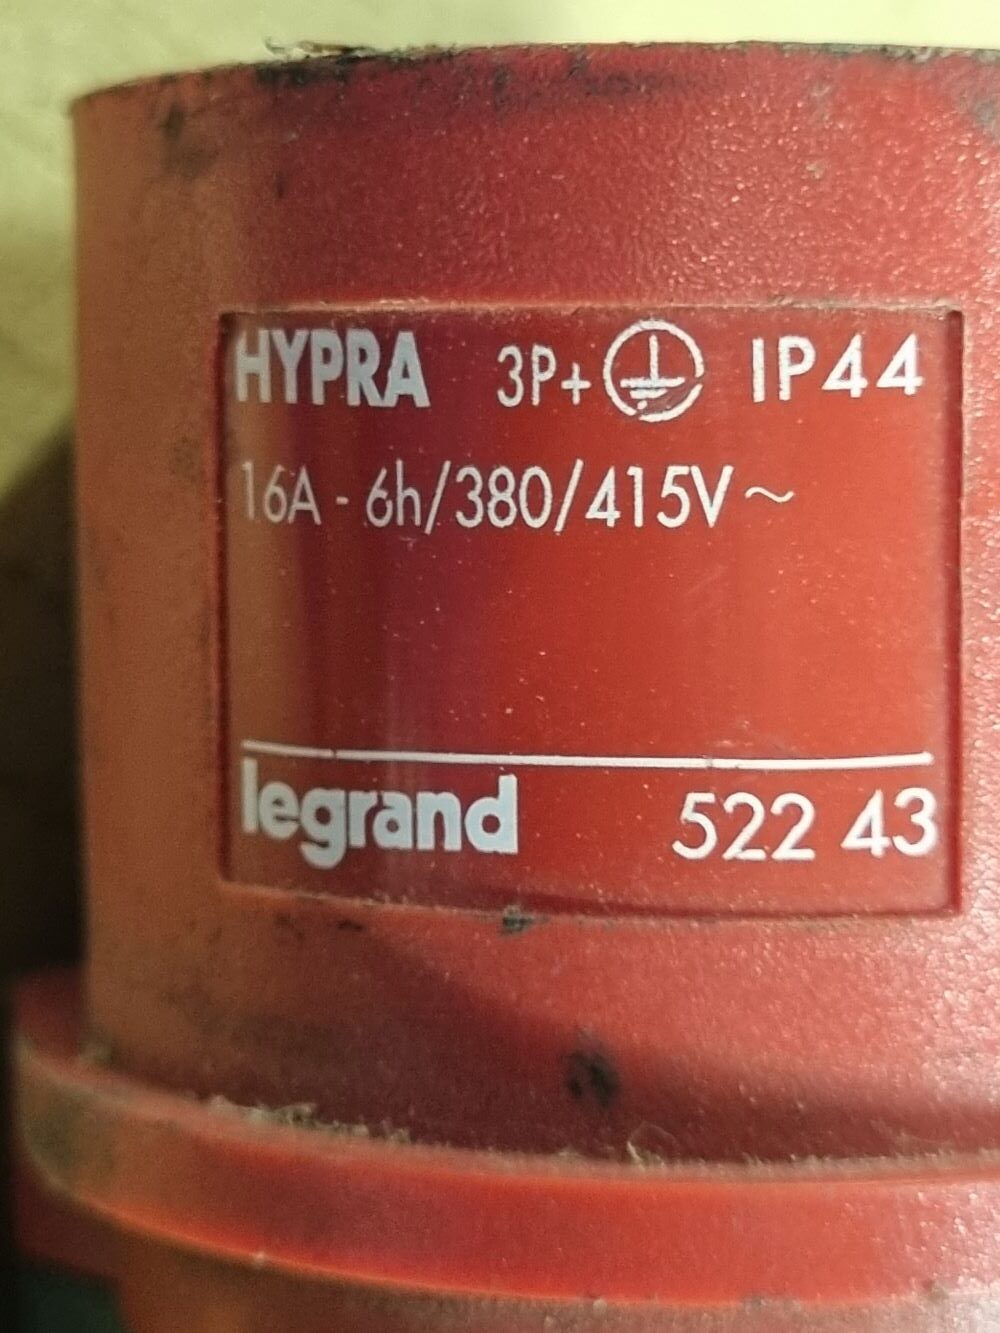 HYPRA 3P+⏚ IP44
16A - 6h/380/415V~
legrand 522 43